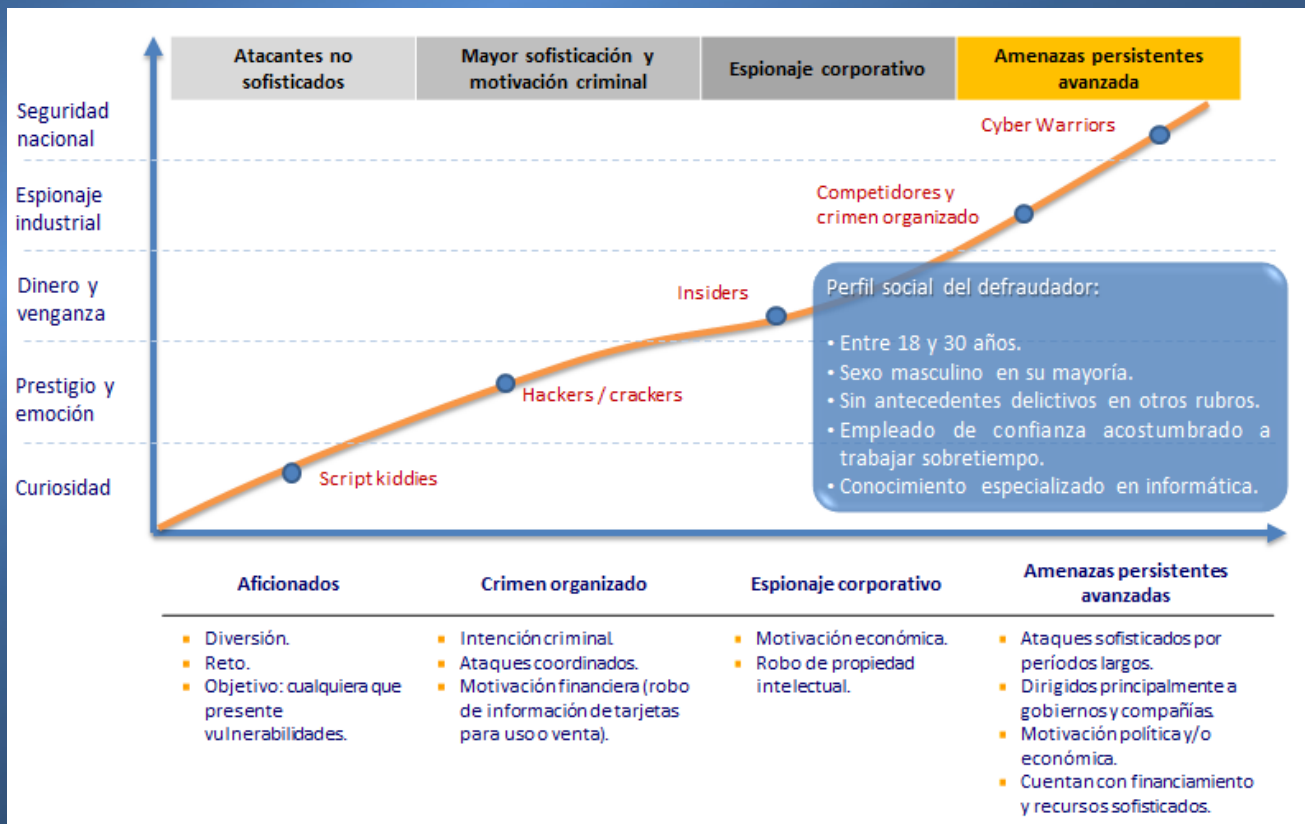 Atacantes no
sofisticados
Mayor sofisticación y
motivación criminal
Espionaje corporativo
Amenazas persistentes
avanzada
Seguridad
nacional
Cyber Warriors
Espionaje
industrial
Competidores y
crimen organizado
Dinero y
venganza
Insiders
Perfil social del defraudador:
• Entre 18 y 30 años.
• Sexo masculino en su mayoría.
• Sin antecedentes delictivos en otros rubros.
• Empleado de confianza acostumbrado a
trabajar sobretiempo.
• Conocimiento especializado en informática.
Prestigio y
emoción
Hackers / crackers
Curiosidad
Script kiddies
Aficionados
▪ Diversión.
▪ Reto.
▪ Objetivo: cualquiera que
presente
vulnerabilidades.
Crimen organizado
▪ Intención criminal.
▪ Ataques coordinados.
▪ Motivación financiera (robo
de información de tarjetas
para uso o venta).
Espionaje corporativo
▪ Motivación económica.
▪ Robo de propiedad
intelectual.
Amenazas persistentes
avanzadas
▪ Ataques sofisticados por
períodos largos.
▪ Dirigidos principalmente a
gobiernos y compañías.
▪ Motivación política y/o
económica.
▪ Cuentan con financiamiento
y recursos sofisticados.